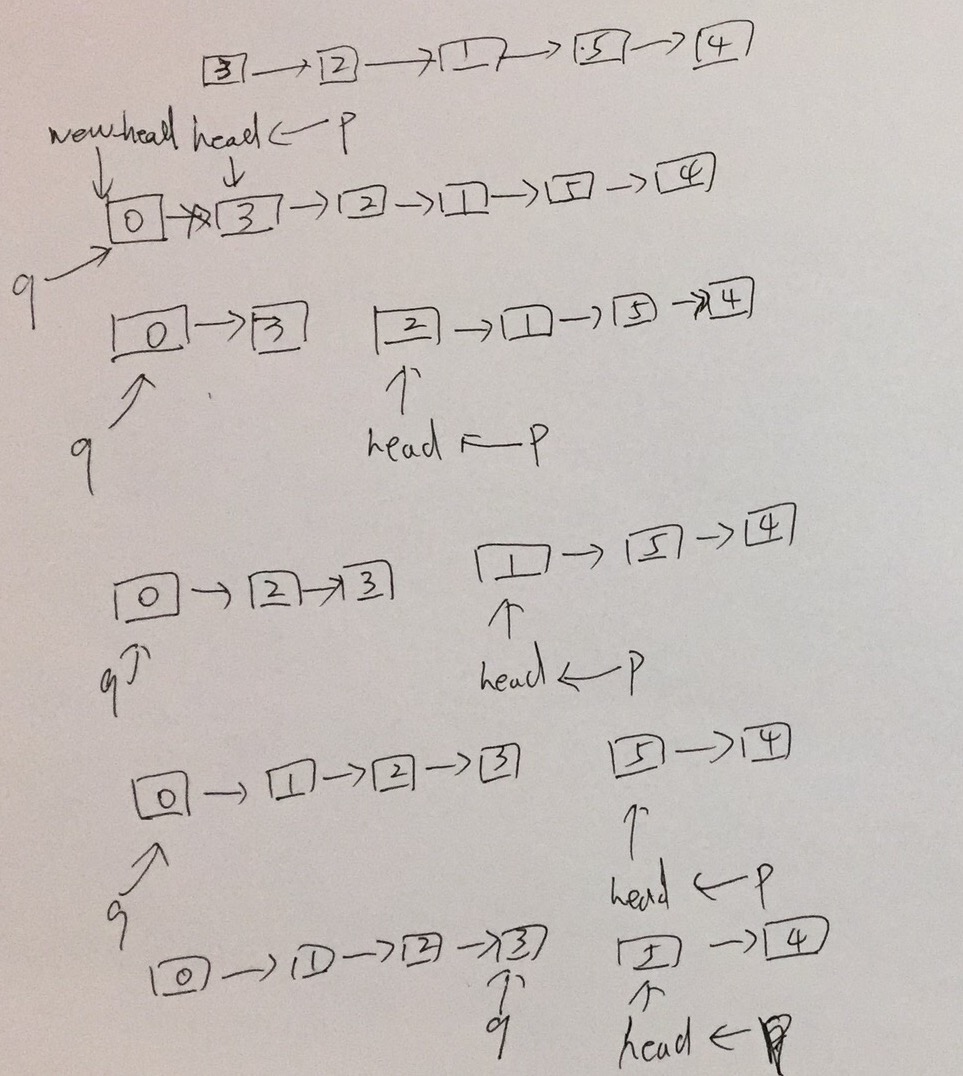 3 → 2 → 1 → 5 → 4
newhead head ← p
0 → 3 → 2 → 1 → 5 → 4
q
0 → 3 2 → 1 → 5 → 4
q head ← p
0 → 2 → 3 1 → 5 → 4
q head ← p
0 → 1 → 2 → 3 5 → 4
q head ← p
0 → 1 → 2 → 3 5 → 4
q head ← p